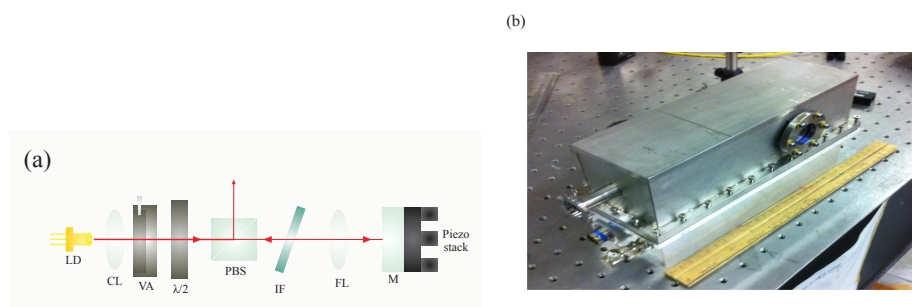 (b)
(a)
LD
CL
VA
λ/2
PBS
IF
FL
M
Piezo
stack